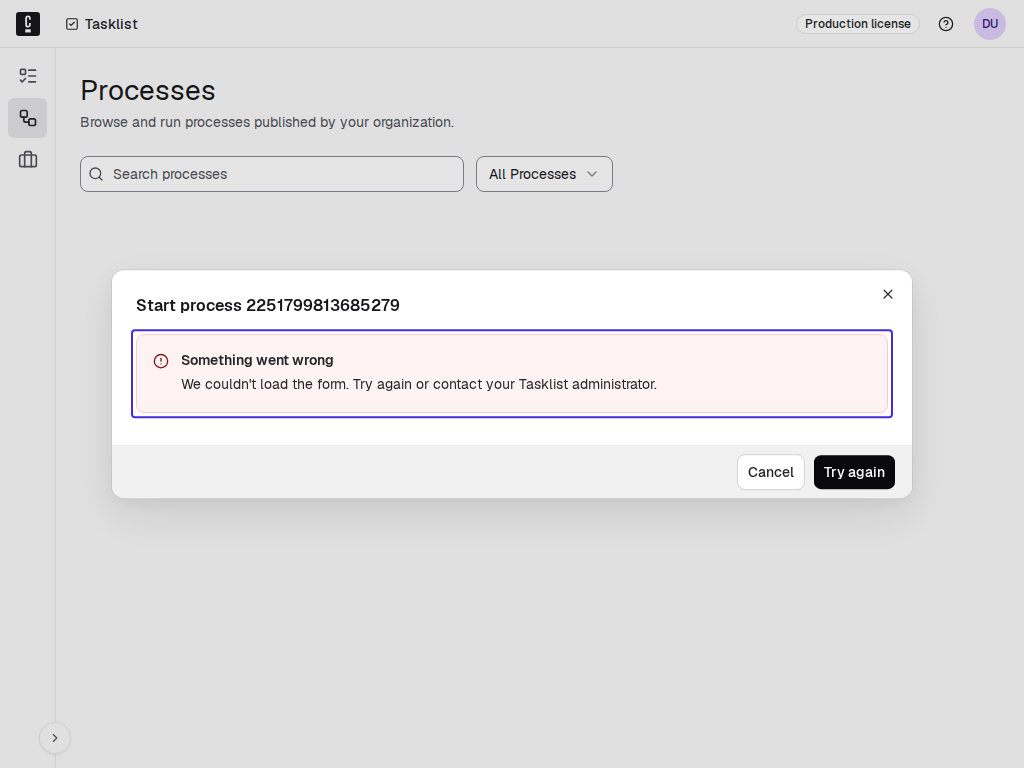 Tasklist
Production license
DU
Processes
Browse and run processes published by your organization.
Search processes
All Processes
Start process 2251799813685279
Something went wrong
We couldn't load the form. Try again or contact your Tasklist administrator.
Cancel
Try again